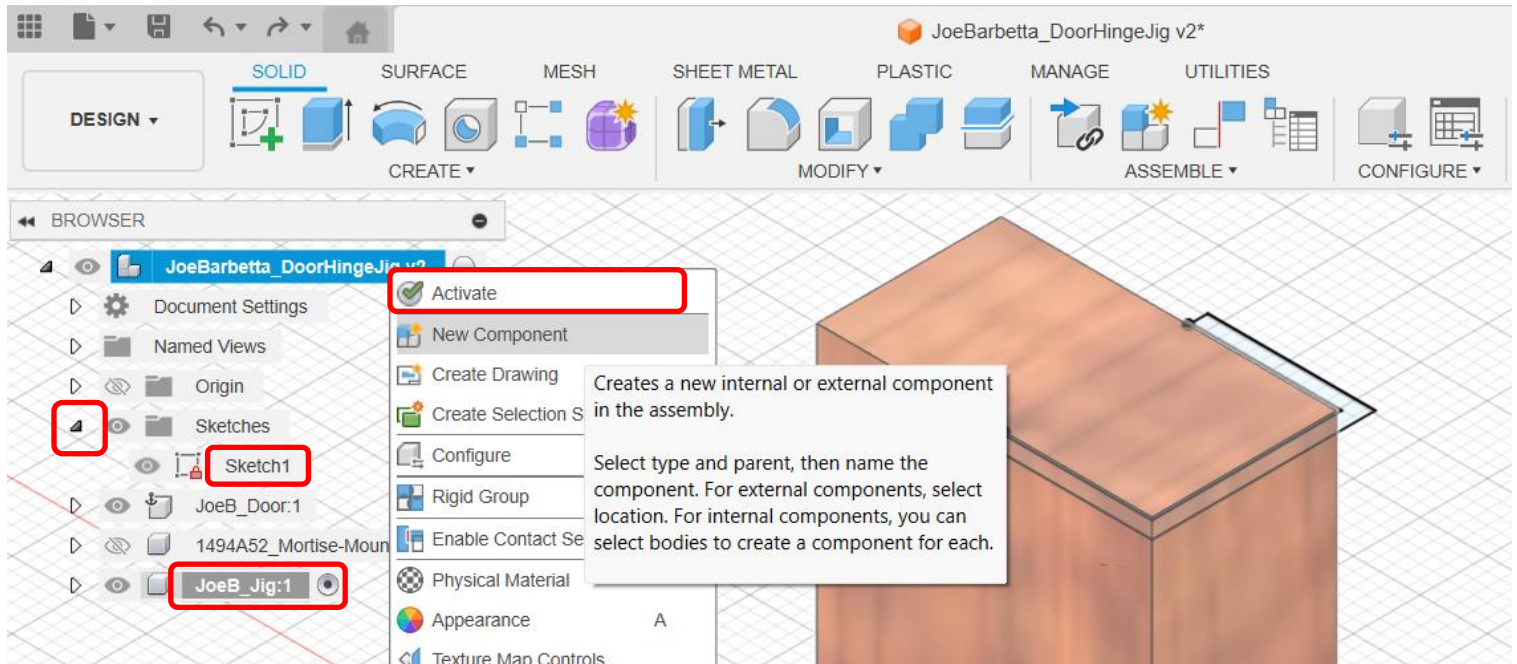 JoeBarbetta_DoorHingeJig v2*
SOLID SURFACE MESH SHEET METAL PLASTIC MANAGE UTILITIES
DESIGN ▾
CREATE ▾ MODIFY ▾ ASSEMBLE ▾ CONFIGURE ▾
BROWSER
JoeBarbetta_DoorHingeJig v2
Document Settings
Named Views
Origin
Sketches
Sketch1
JoeB_Door:1
1494A52_Mortise-Moun
JoeB_Jig:1
Activate
New Component
Create Drawing
Create Selection S
Configure
Rigid Group
Enable Contact Se
Physical Material
Appearance A
Texture Map Controls
Creates a new internal or external component
in the assembly.
Select type and parent, then name the
component. For external components, select
location. For internal components, you can
select bodies to create a component for each.